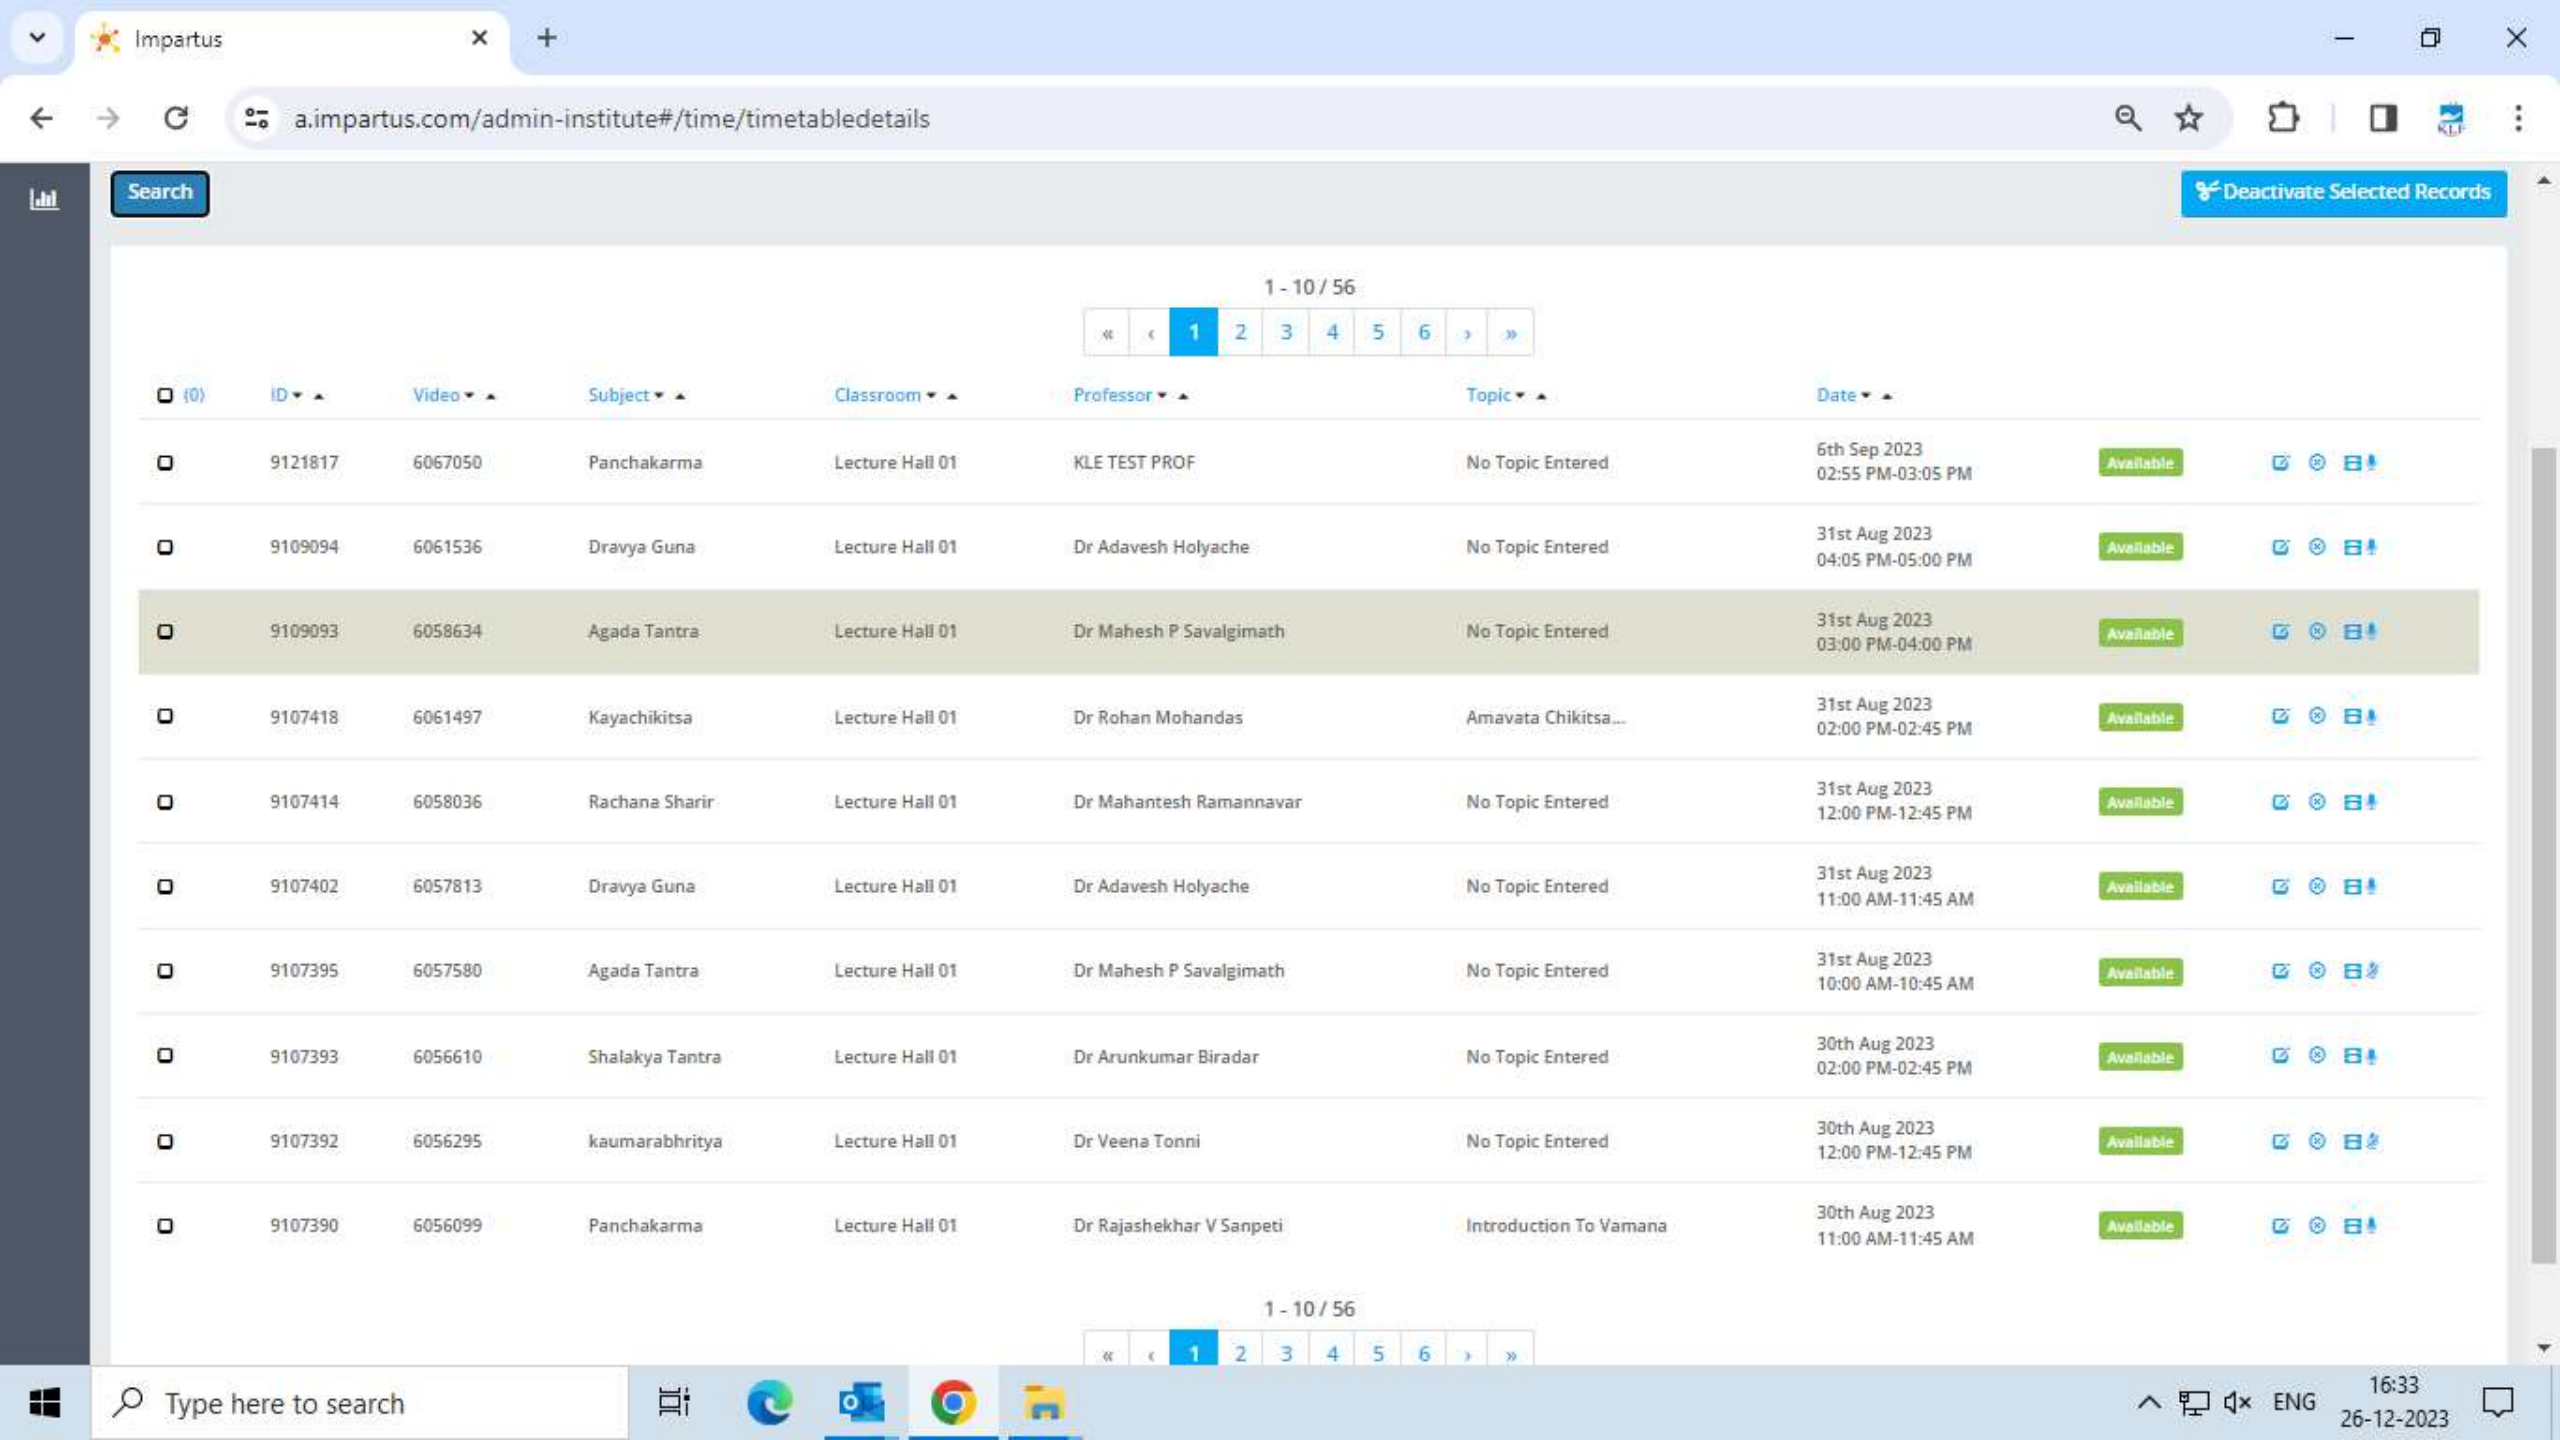 Impartus
a.impartus.com/admin-institute#/time/timetabledetails
Search
Deactivate Selected Records
1 - 10 / 56
« ‹ 1 2 3 4 5 6 › »
(0) ID Video Subject Classroom Professor Topic Date
9121817 6067050 Panchakarma Lecture Hall 01 KLE TEST PROF No Topic Entered 6th Sep 2023 Available
02:55 PM-03:05 PM
9109094 6061536 Dravya Guna Lecture Hall 01 Dr Adavesh Holyache No Topic Entered 31st Aug 2023 Available
04:05 PM-05:00 PM
9109093 6058634 Agada Tantra Lecture Hall 01 Dr Mahesh P Savalgimath No Topic Entered 31st Aug 2023 Available
03:00 PM-04:00 PM
9107418 6061497 Kayachikitsa Lecture Hall 01 Dr Rohan Mohandas Amavata Chikitsa... 31st Aug 2023 Available
02:00 PM-02:45 PM
9107414 6058036 Rachana Sharir Lecture Hall 01 Dr Mahantesh Ramannavar No Topic Entered 31st Aug 2023 Available
12:00 PM-12:45 PM
9107402 6057813 Dravya Guna Lecture Hall 01 Dr Adavesh Holyache No Topic Entered 31st Aug 2023 Available
11:00 AM-11:45 AM
9107395 6057580 Agada Tantra Lecture Hall 01 Dr Mahesh P Savalgimath No Topic Entered 31st Aug 2023 Available
10:00 AM-10:45 AM
9107393 6056610 Shalakya Tantra Lecture Hall 01 Dr Arunkumar Biradar No Topic Entered 30th Aug 2023 Available
02:00 PM-02:45 PM
9107392 6056295 kaumarabhritya Lecture Hall 01 Dr Veena Tonni No Topic Entered 30th Aug 2023 Available
12:00 PM-12:45 PM
9107390 6056099 Panchakarma Lecture Hall 01 Dr Rajashekhar V Sanpeti Introduction To Vamana 30th Aug 2023 Available
11:00 AM-11:45 AM
1 - 10 / 56
« ‹ 1 2 3 4 5 6 › »
Type here to search
ENG
16:33
26-12-2023